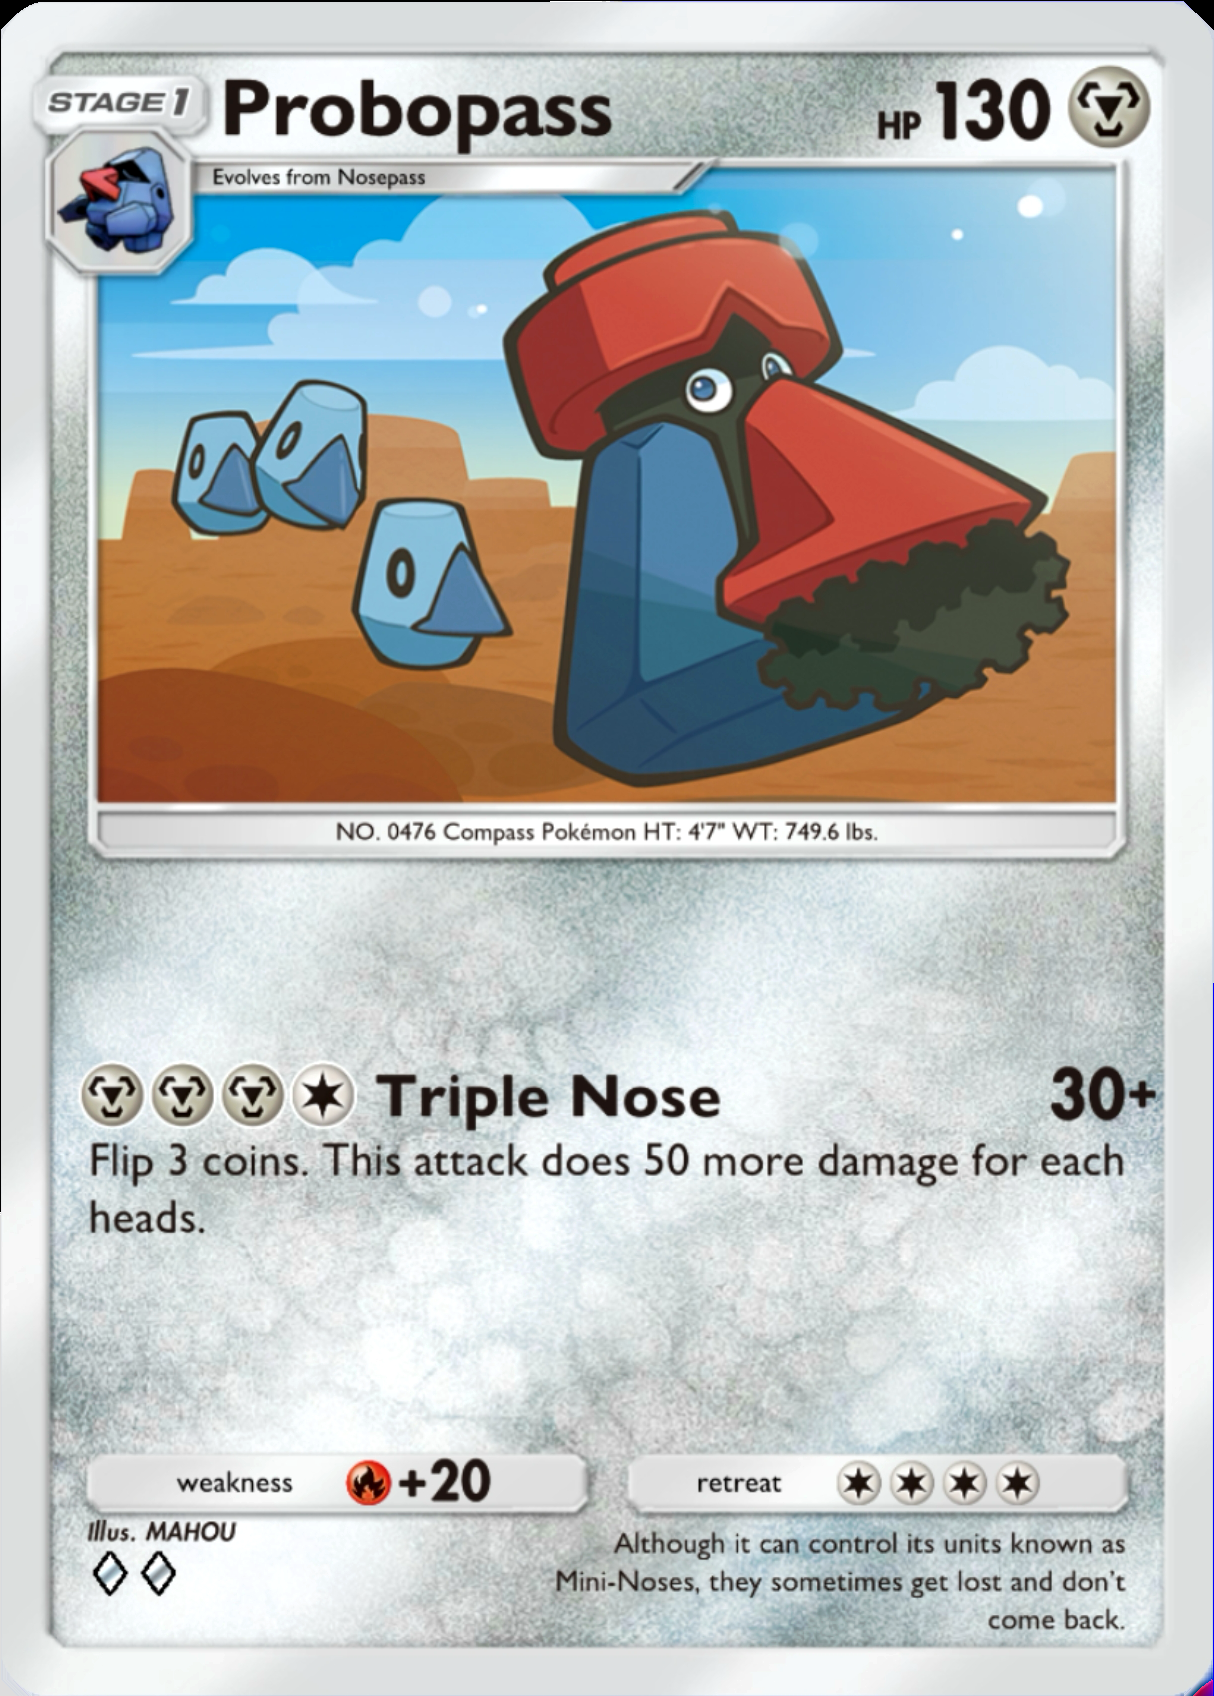 STAGE 1
Probopass
HP 130
Evolves from Nosepass
NO. 0476 Compass Pokémon HT: 4'7" WT: 749.6 lbs.
Triple Nose
30+
Flip 3 coins. This attack does 50 more damage for each
heads.
weakness +20
retreat
Illus. MAHOU
Although it can control its units known as
Mini-Noses, they sometimes get lost and don't
come back.